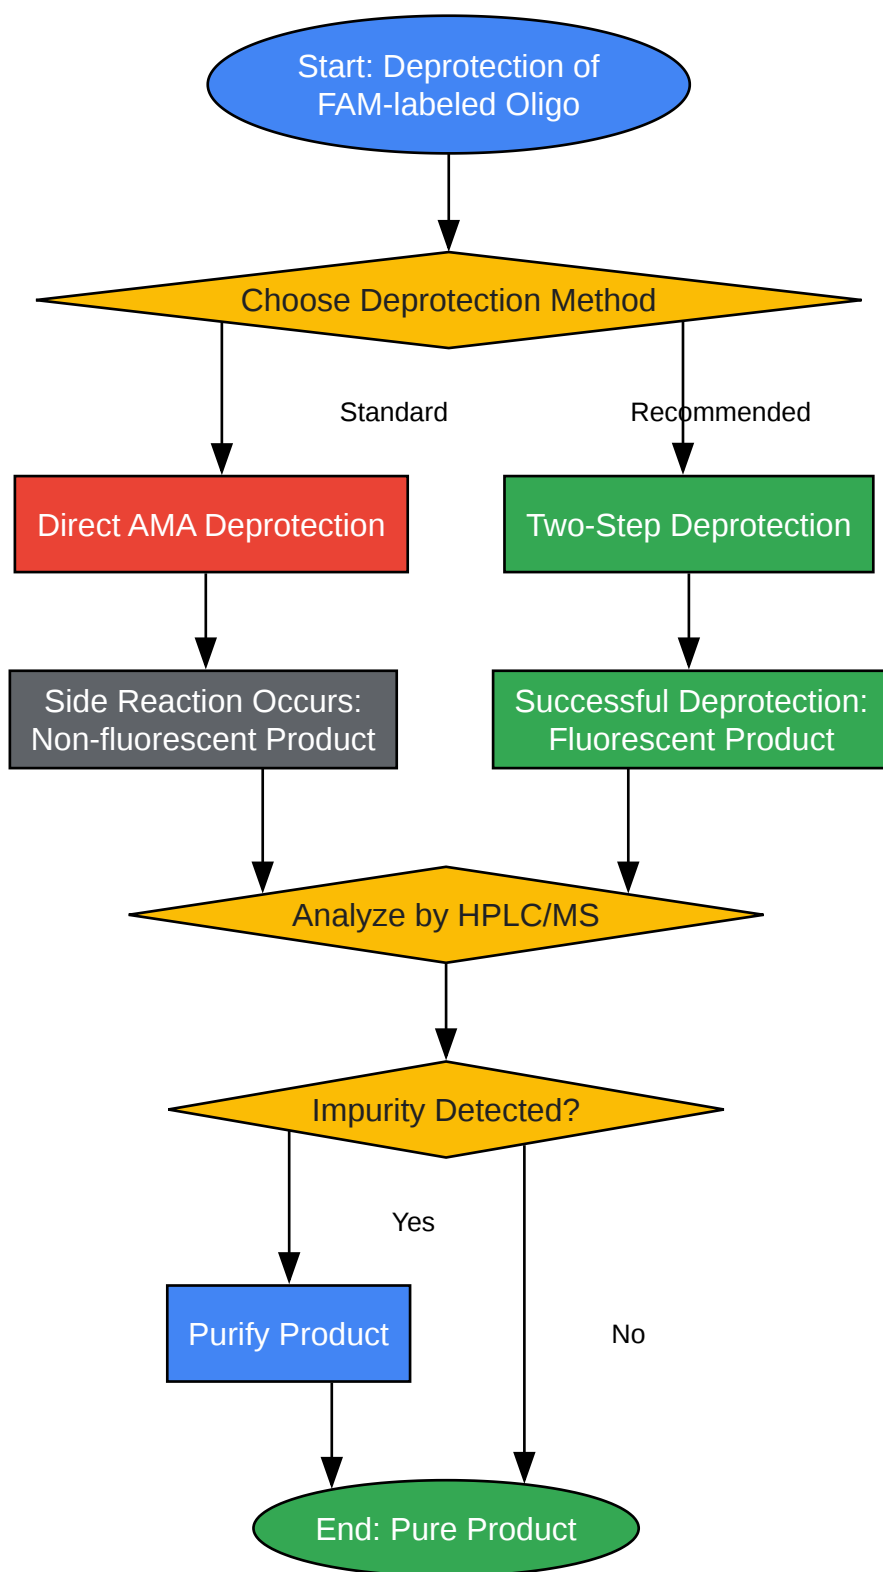 Start: Deprotection of
FAM-labeled Oligo
Choose Deprotection Method
Standard
Recommended
Direct AMA Deprotection
Two-Step Deprotection
Side Reaction Occurs:
Non-fluorescent Product
Successful Deprotection:
Fluorescent Product
Analyze by HPLC/MS
Impurity Detected?
Yes
Purify Product
No
End: Pure Product